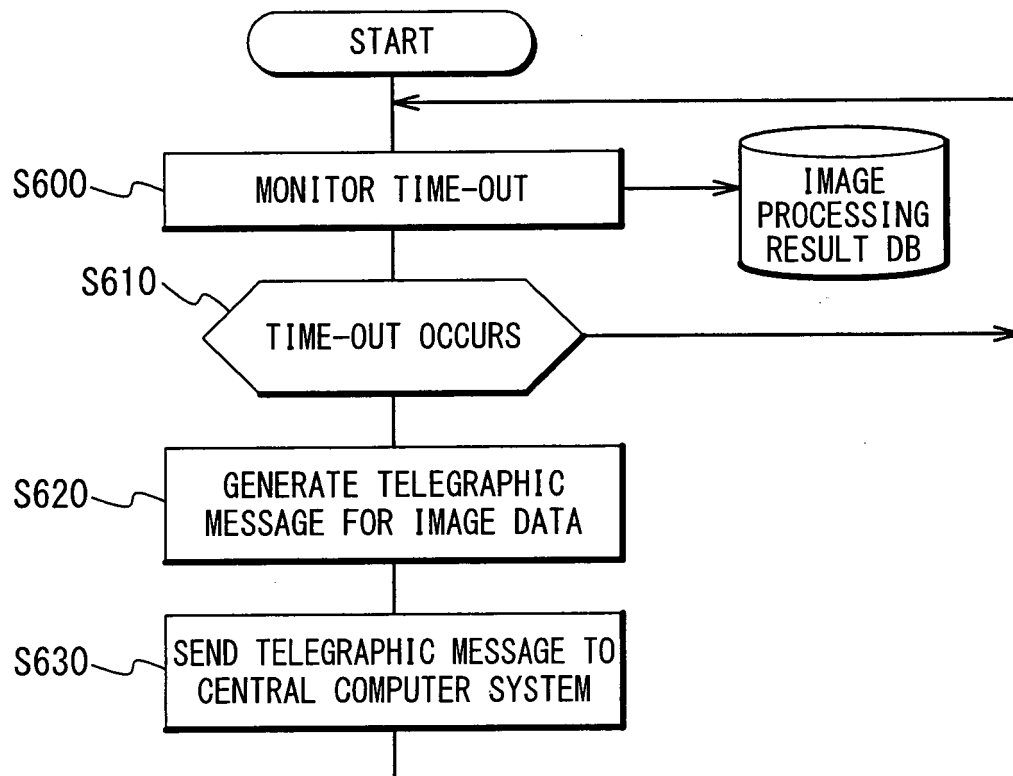 START
S600
MONITOR TIME-OUT
IMAGE
PROCESSING
RESULT DB
S610
TIME-OUT OCCURS
S620
GENERATE TELEGRAPHIC
MESSAGE FOR IMAGE DATA
S630
SEND TELEGRAPHIC MESSAGE TO
CENTRAL COMPUTER SYSTEM